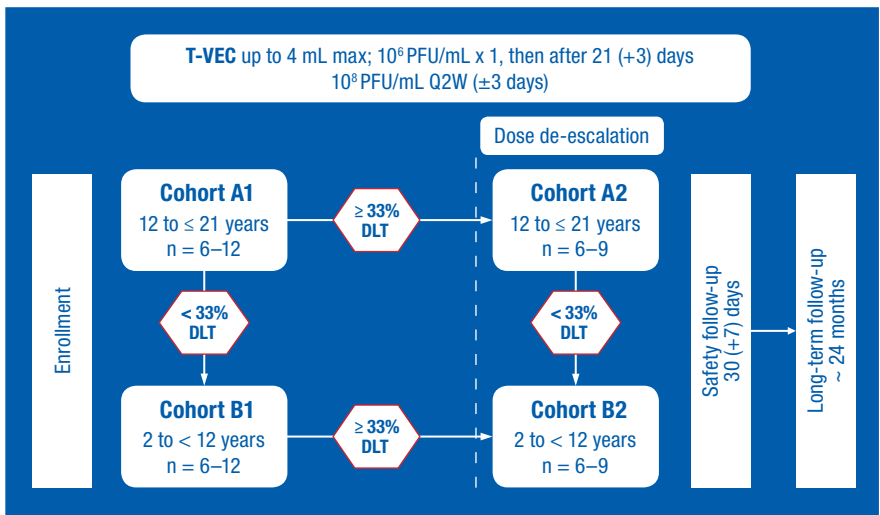 T-VEC up to 4 mL max; 10⁶ PFU/mL x 1, then after 21 (+3) days
10⁸ PFU/mL Q2W (±3 days)
Dose de-escalation
Enrollment
Cohort A1
12 to ≤ 21 years
n = 6–12
≥ 33%
DLT
Cohort A2
12 to ≤ 21 years
n = 6–9
< 33%
DLT
< 33%
DLT
Cohort B1
2 to < 12 years
n = 6–12
≥ 33%
DLT
Cohort B2
2 to < 12 years
n = 6–9
Safety follow-up
30 (+7) days
Long-term follow-up
~ 24 months